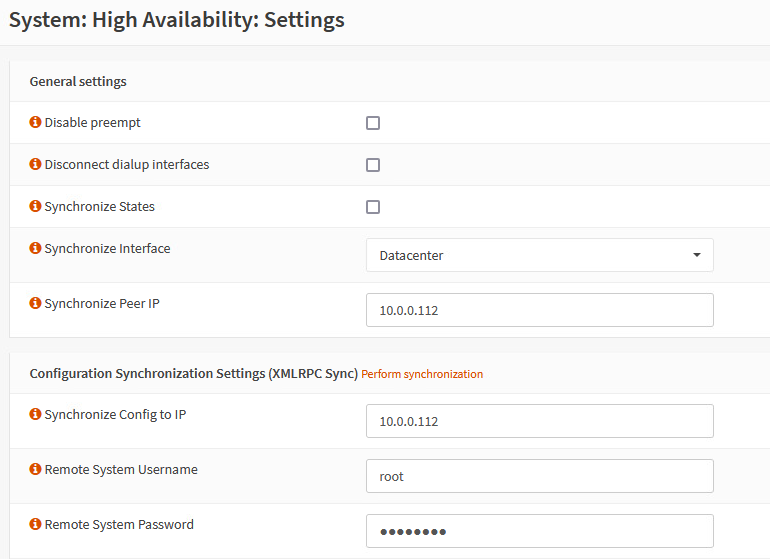 System: High Availability: Settings
General settings
Disable preempt
Disconnect dialup interfaces
Synchronize States
Synchronize Interface
Datacenter
Synchronize Peer IP
10.0.0.112
Configuration Synchronization Settings (XMLRPC Sync) Perform synchronization
Synchronize Config to IP
10.0.0.112
Remote System Username
root
Remote System Password
●●●●●●●●